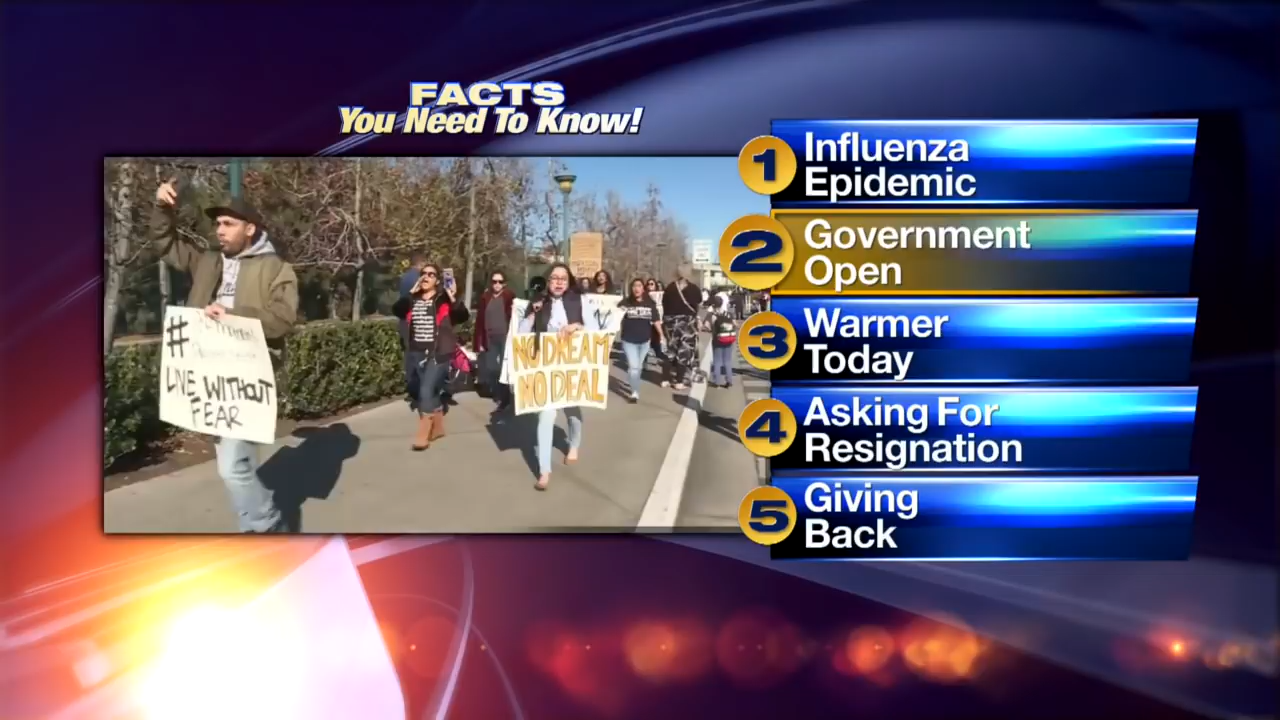 FACTS
You Need To Know!
1
Influenza
Epidemic
2
Government
Open
3
Warmer
Today
4
Asking For
Resignation
5
Giving
Back
#
LIVE WITHOUT
FEAR
NO DREAM
NO DEAL